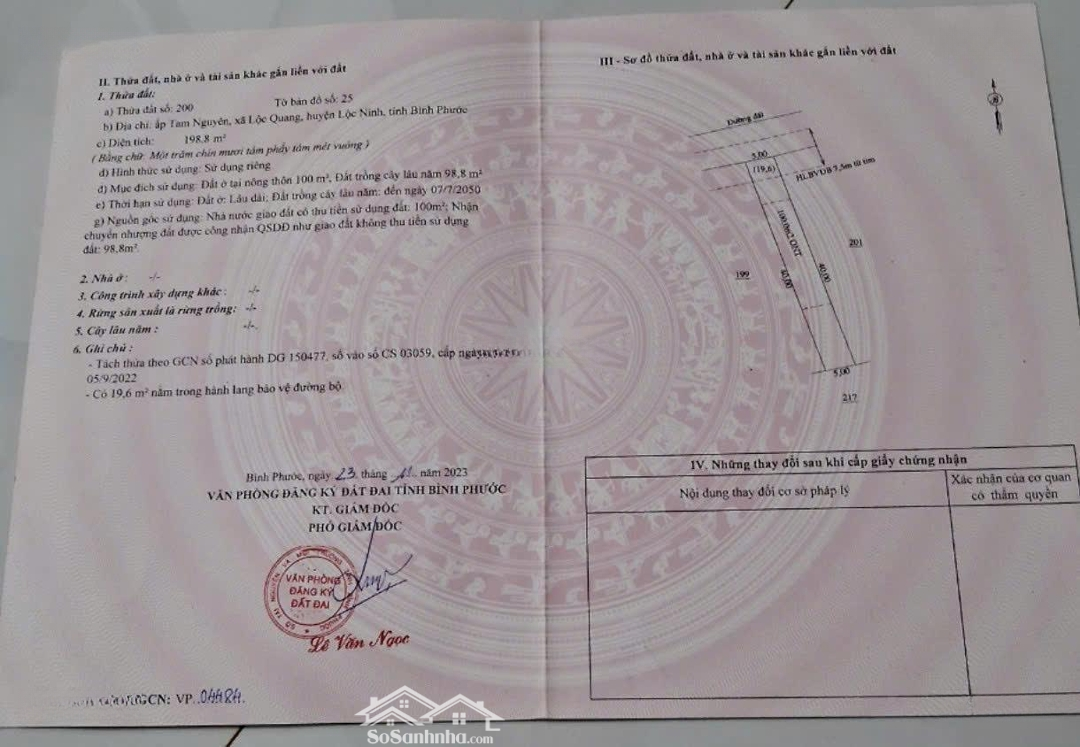 II. Thửa đất, nhà ở và tài sản khác gắn liền với đất
1. Thửa đất:
a) Thửa đất số: 200 Tờ bản đồ số: 25
b) Địa chỉ: ấp Tam Nguyên, xã Lộc Quang, huyện Lộc Ninh, tỉnh Bình Phước
c) Diện tích: 198.8 m²
( Bằng chữ: Một trăm chín mươi tám phẩy tám mét vuông )
d) Hình thức sử dụng: Sử dụng riêng
đ) Mục đích sử dụng: Đất ở tại nông thôn 100 m², Đất trồng cây lâu năm 98,8 m²
e) Thời hạn sử dụng: Đất ở: Lâu dài; Đất trồng cây lâu năm: đến ngày 07/7/2050
g) Nguồn gốc sử dụng: Nhà nước giao đất có thu tiền sử dụng đất: 100m²; Nhận
chuyển nhượng đất được công nhận QSDĐ như giao đất không thu tiền sử dụng
đất: 98,8m².
2. Nhà ở : -/-
3. Công trình xây dựng khác : -/-
4. Rừng sản xuất là rừng trồng: -/-
5. Cây lâu năm : -/-
6. Ghi chú :
- Tách thửa theo GCN số phát hành DG 150477, số vào sổ CS 03059, cấp ngày
05/9/2022
- Có 19,6 m² nằm trong hành lang bảo vệ đường bộ
Bình Phước, ngày 23 tháng 11 năm 2023
VĂN PHÒNG ĐĂNG KÝ ĐẤT ĐAI TỈNH BÌNH PHƯỚC
KT. GIÁM ĐỐC
PHÓ GIÁM ĐỐC
VĂN PHÒNG
ĐĂNG KÝ
ĐẤT ĐAI
Lê Văn Ngọc
GCN: VP 04484
III - Sơ đồ thửa đất, nhà ở và tài sản khác gắn liền với đất
Đường đất
5.00
(19,6)
HLBVĐB 7,5m từ tim
100.0m2 ONT
40.00
40.00
199
201
5.00
217
IV. Những thay đổi sau khi cấp giấy chứng nhận
Nội dung thay đổi cơ sở pháp lý
Xác nhận của cơ quan
có thẩm quyền
SoSanhnha.com